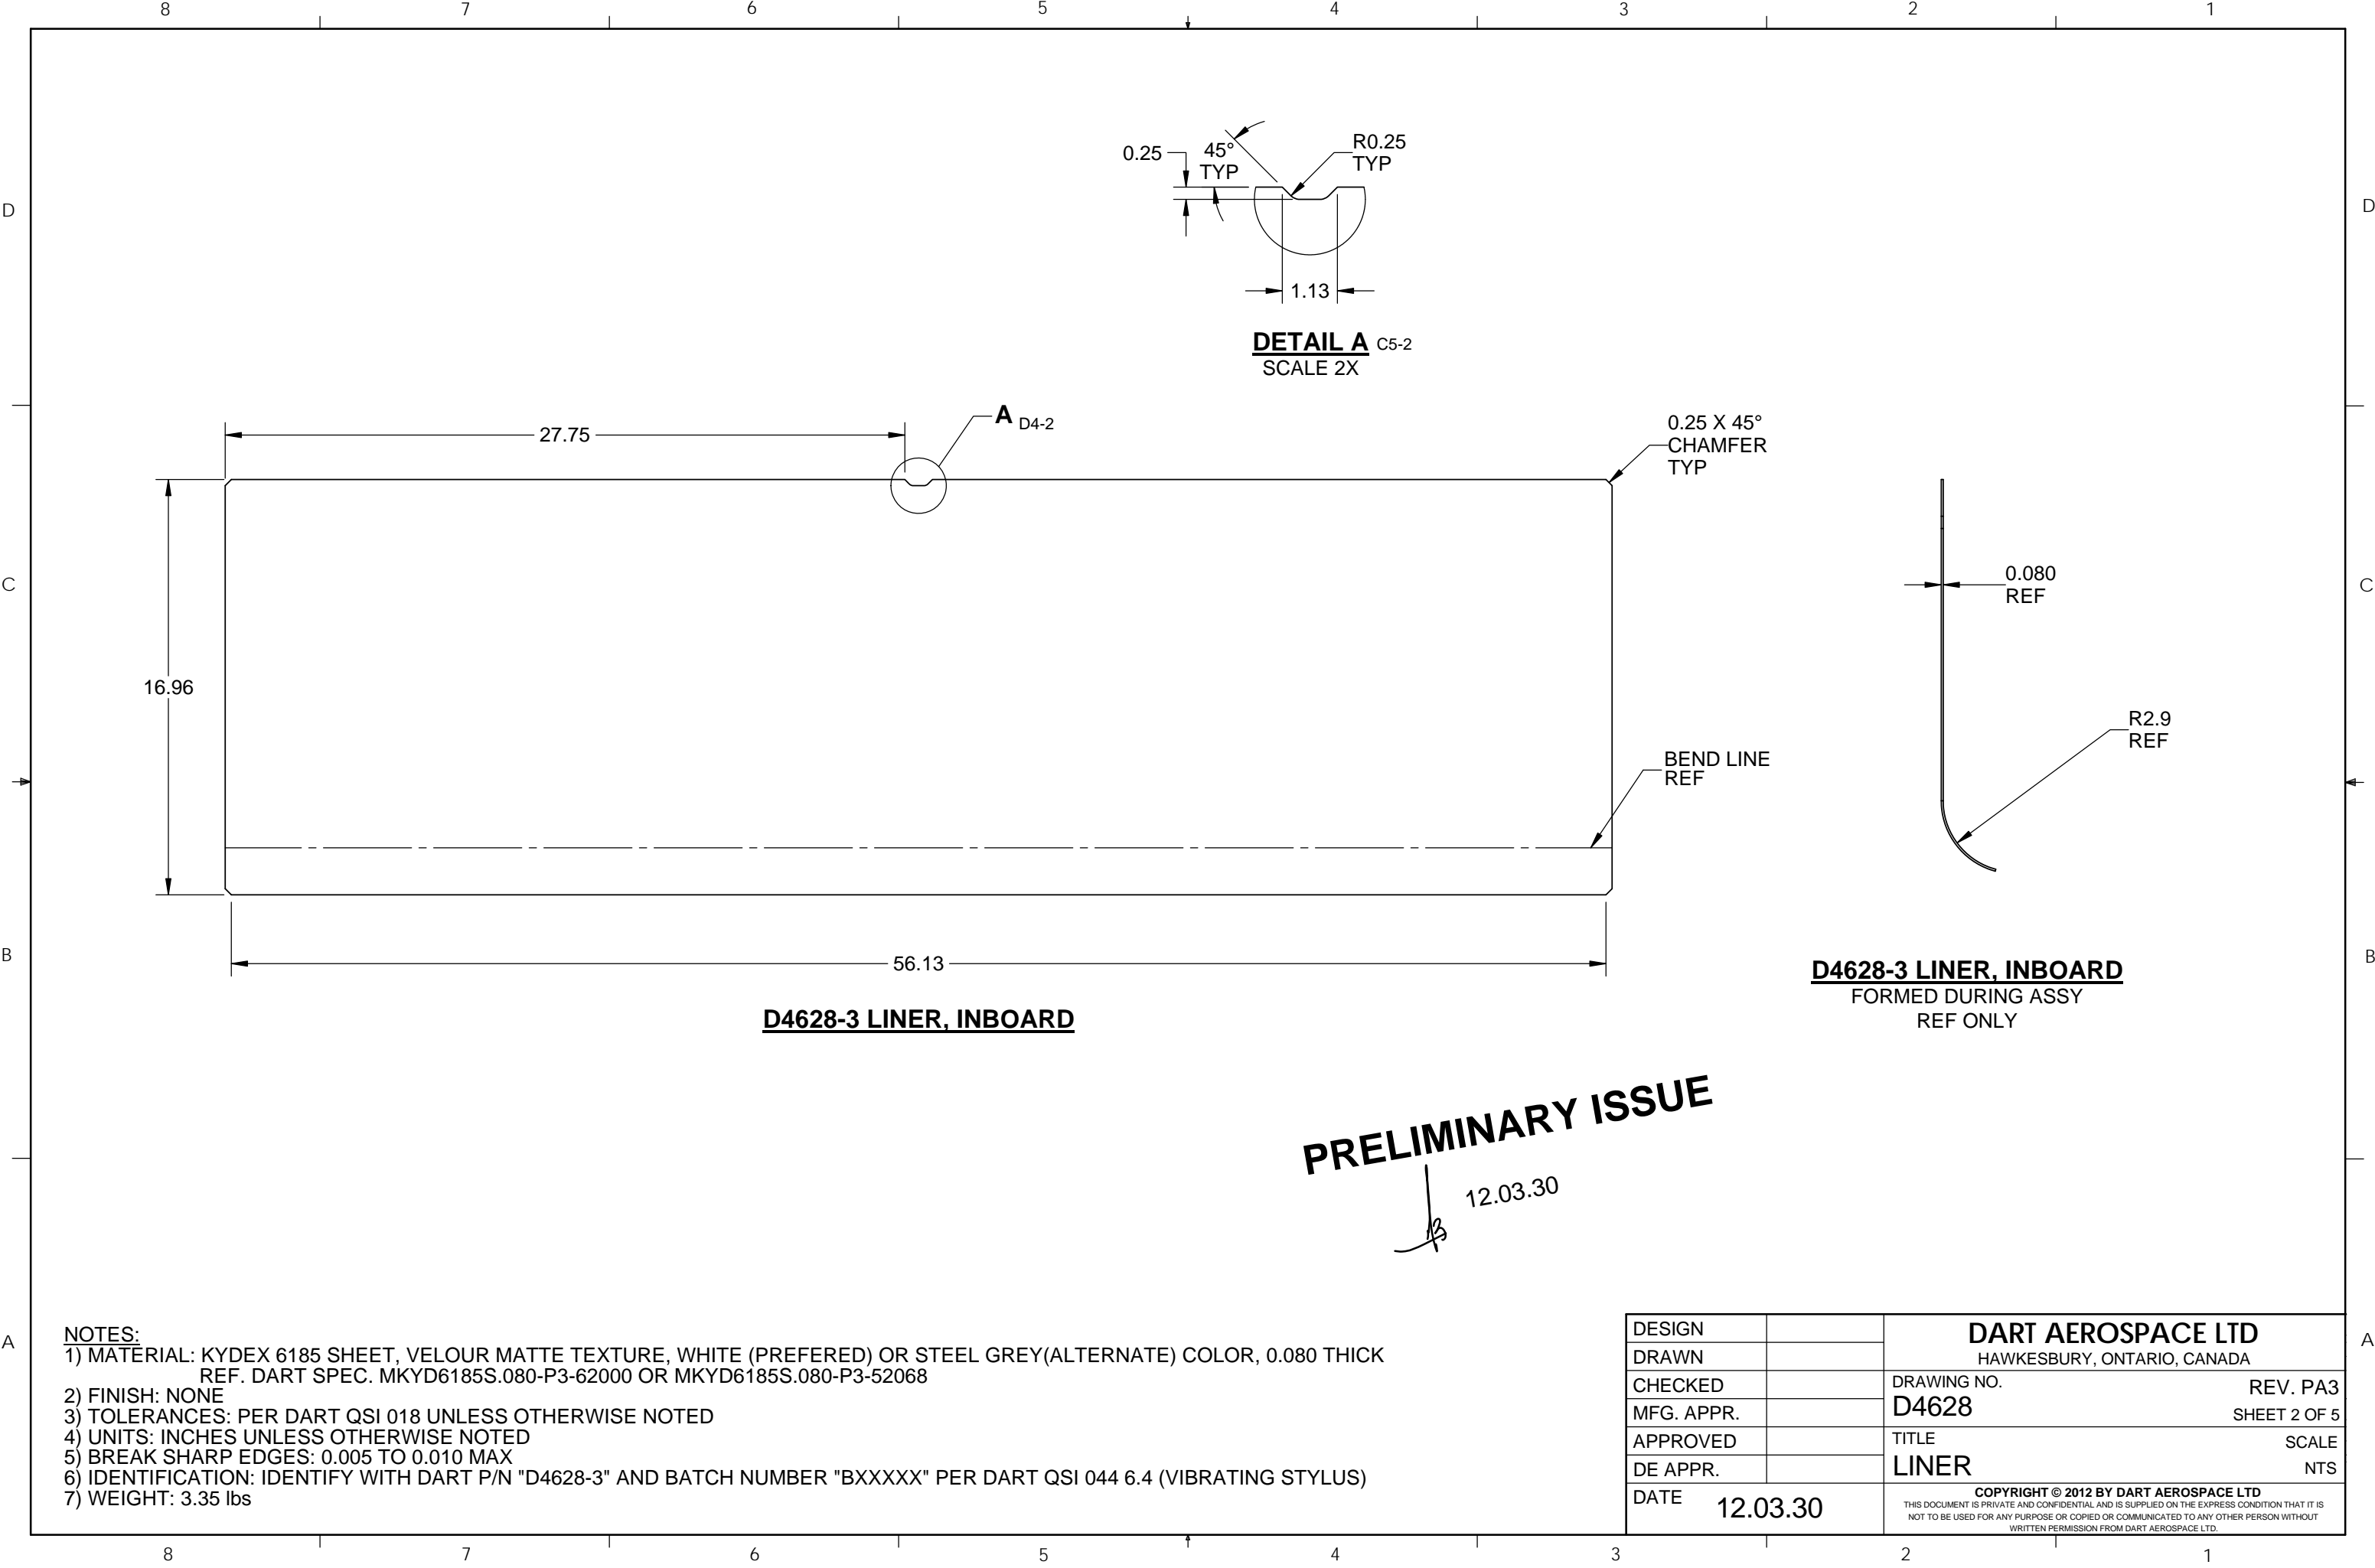 8 7 6 5 4 3 2 1
D D
0.25
45°
TYP
R0.25
TYP
1.13
DETAIL A C5-2
SCALE 2X
27.75
A D4-2
0.25 X 45°
CHAMFER
TYP
C C
0.080
REF
16.96
R2.9
REF
BEND LINE
REF
B B
56.13
D4628-3 LINER, INBOARD
D4628-3 LINER, INBOARD
FORMED DURING ASSY
REF ONLY
PRELIMINARY ISSUE
12.03.30
A A
NOTES:
1) MATERIAL: KYDEX 6185 SHEET, VELOUR MATTE TEXTURE, WHITE (PREFERED) OR STEEL GREY(ALTERNATE) COLOR, 0.080 THICK
REF. DART SPEC. MKYD6185S.080-P3-62000 OR MKYD6185S.080-P3-52068
2) FINISH: NONE
3) TOLERANCES: PER DART QSI 018 UNLESS OTHERWISE NOTED
4) UNITS: INCHES UNLESS OTHERWISE NOTED
5) BREAK SHARP EDGES: 0.005 TO 0.010 MAX
6) IDENTIFICATION: IDENTIFY WITH DART P/N "D4628-3" AND BATCH NUMBER "BXXXXX" PER DART QSI 044 6.4 (VIBRATING STYLUS)
7) WEIGHT: 3.35 lbs
DESIGN
DRAWN
CHECKED
MFG. APPR.
APPROVED
DE APPR.
DATE 12.03.30
DART AEROSPACE LTD
HAWKESBURY, ONTARIO, CANADA
DRAWING NO. REV. PA3
D4628 SHEET 2 OF 5
TITLE SCALE
LINER NTS
COPYRIGHT © 2012 BY DART AEROSPACE LTD
THIS DOCUMENT IS PRIVATE AND CONFIDENTIAL AND IS SUPPLIED ON THE EXPRESS CONDITION THAT IT IS
NOT TO BE USED FOR ANY PURPOSE OR COPIED OR COMMUNICATED TO ANY OTHER PERSON WITHOUT
WRITTEN PERMISSION FROM DART AEROSPACE LTD.
8 7 6 5 4 3 2 1